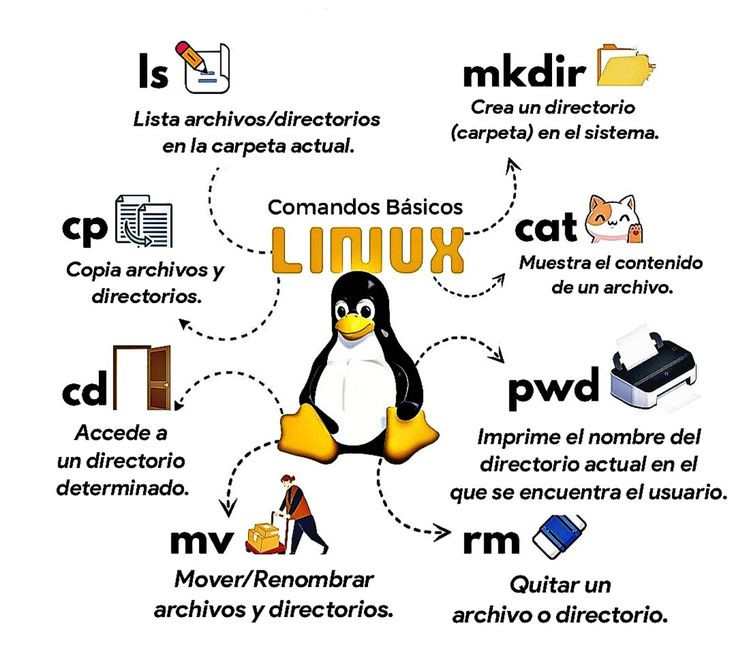 ls
Lista archivos/directorios
en la carpeta actual.
mkdir
Crea un directorio
(carpeta) en el sistema.
Comandos Básicos
LINUX
cp
Copia archivos y
directorios.
cat
Muestra el contenido
de un archivo.
cd
Accede a
un directorio
determinado.
pwd
Imprime el nombre del
directorio actual en el
que se encuentra el usuario.
mv
Mover/Renombrar
archivos y directorios.
rm
Quitar un
archivo o directorio.